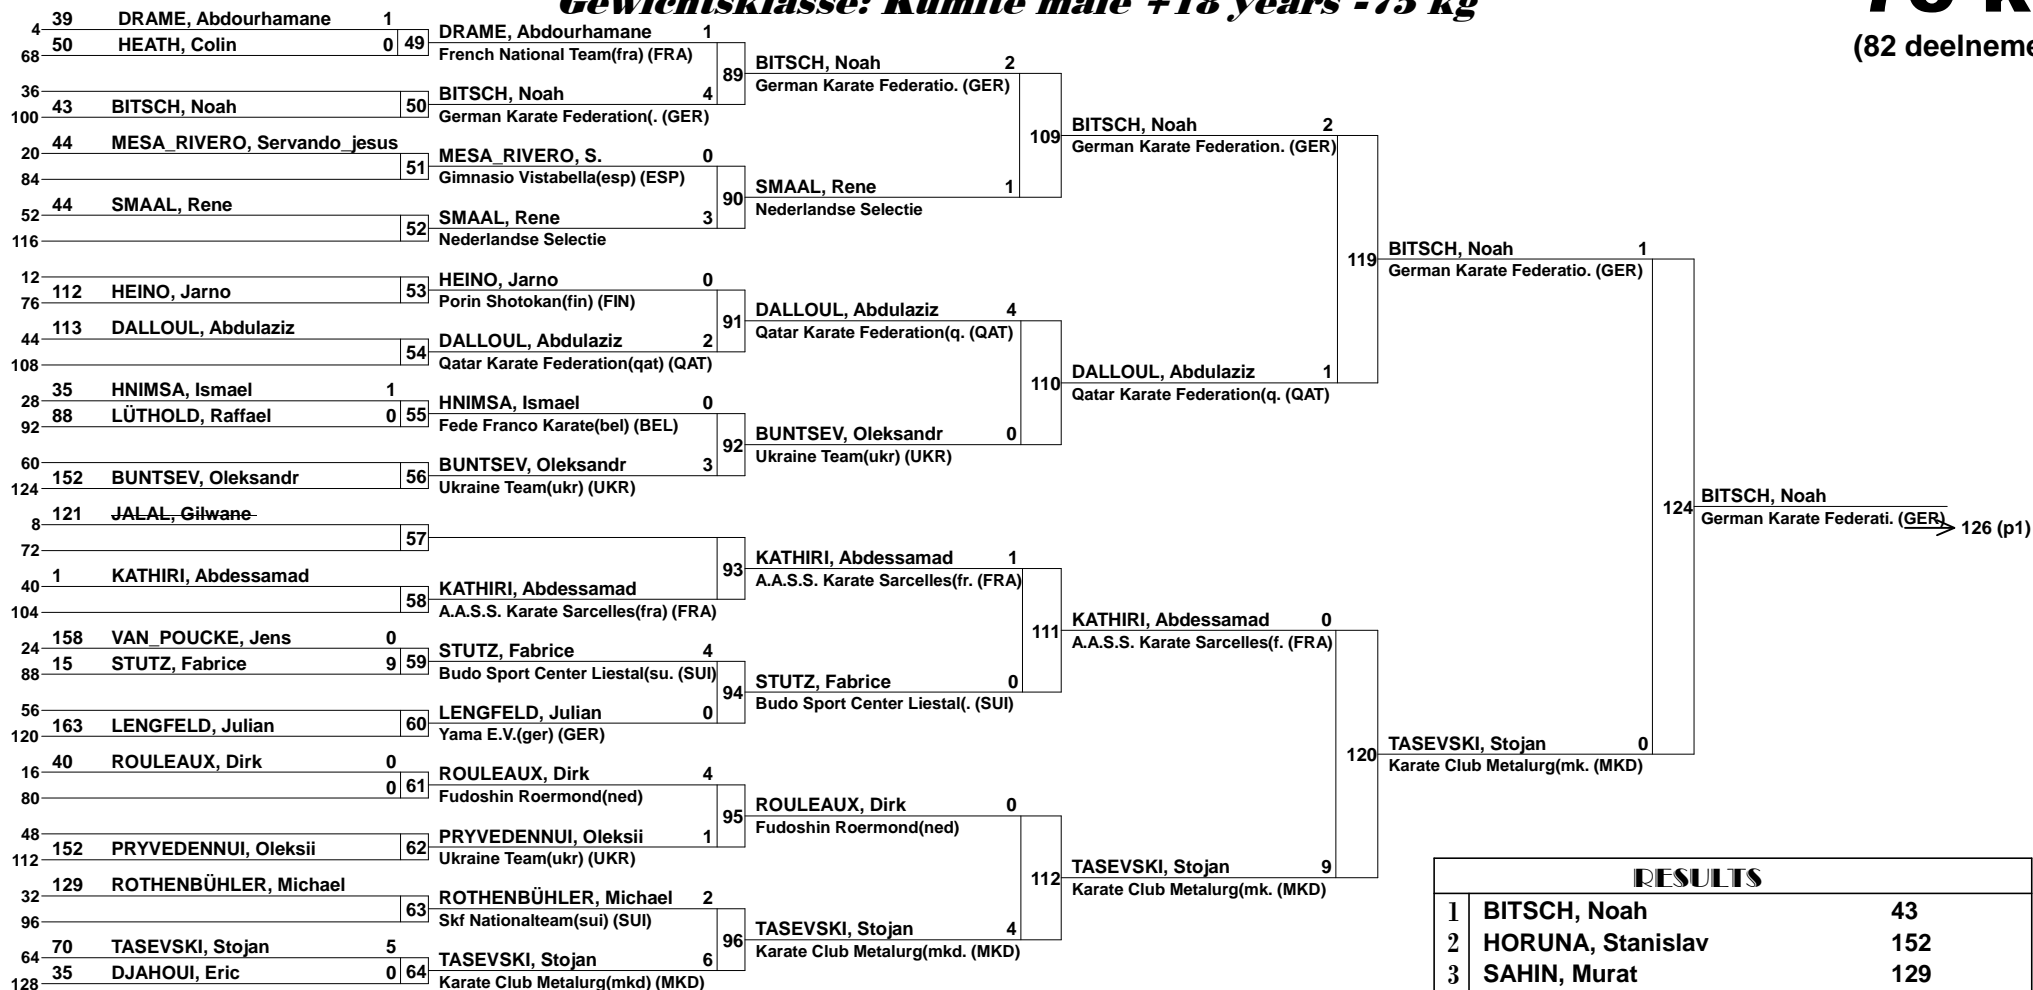 Gewichtsklasse: Kumite male +18 years -75 kg
(82 deelneme
39 DRAME, Abdourhamane 1
4
50 HEATH, Colin 0 49
68
DRAME, Abdourhamane 1
French National Team(fra) (FRA)
89
36
43 BITSCH, Noah 50
100
BITSCH, Noah 4
German Karate Federation(. (GER)
BITSCH, Noah 2
German Karate Federatio. (GER)
109
44 MESA_RIVERO, Servando_jesus
20
51
84
MESA_RIVERO, S. 0
Gimnasio Vistabella(esp) (ESP)
90
44 SMAAL, Rene
52
52
116
SMAAL, Rene 3
Nederlandse Selectie
SMAAL, Rene 1
Nederlandse Selectie
BITSCH, Noah 2
German Karate Federation. (GER)
119
12
112 HEINO, Jarno 53
76
HEINO, Jarno 0
Porin Shotokan(fin) (FIN)
91
113 DALLOUL, Abdulaziz
44
54
108
DALLOUL, Abdulaziz 2
Qatar Karate Federation(qat) (QAT)
DALLOUL, Abdulaziz 4
Qatar Karate Federation(q. (QAT)
110
35 HNIMSA, Ismael 1
28
88 LÜTHOLD, Raffael 0 55
92
HNIMSA, Ismael 0
Fede Franco Karate(bel) (BEL)
92
60
152 BUNTSEV, Oleksandr 56
124
BUNTSEV, Oleksandr 3
Ukraine Team(ukr) (UKR)
BUNTSEV, Oleksandr 0
Ukraine Team(ukr) (UKR)
DALLOUL, Abdulaziz 1
Qatar Karate Federation(q. (QAT)
BITSCH, Noah 1
German Karate Federatio. (GER)
124
BITSCH, Noah
German Karate Federati. (GER)
126 (p1)
121 JALAL, Gilwane
8
57
72
93
1 KATHIRI, Abdessamad
40
58
104
KATHIRI, Abdessamad
A.A.S.S. Karate Sarcelles(fra) (FRA)
KATHIRI, Abdessamad 1
A.A.S.S. Karate Sarcelles(fr. (FRA)
111
158 VAN_POUCKE, Jens 0
24
15 STUTZ, Fabrice 9 59
88
STUTZ, Fabrice 4
Budo Sport Center Liestal(su. (SUI)
94
56
163 LENGFELD, Julian 60
120
LENGFELD, Julian 0
Yama E.V.(ger) (GER)
STUTZ, Fabrice 0
Budo Sport Center Liestal(. (SUI)
KATHIRI, Abdessamad 0
A.A.S.S. Karate Sarcelles(f. (FRA)
120
40 ROULEAUX, Dirk 0
16
0 61
80
ROULEAUX, Dirk 4
Fudoshin Roermond(ned)
95
48
152 PRYVEDENNUI, Oleksii 62
112
PRYVEDENNUI, Oleksii 1
Ukraine Team(ukr) (UKR)
ROULEAUX, Dirk 0
Fudoshin Roermond(ned)
112
129 ROTHENBÜHLER, Michael
32
63
96
ROTHENBÜHLER, Michael 2
Skf Nationalteam(sui) (SUI)
96
70 TASEVSKI, Stojan 5
64
35 DJAHOUI, Eric 0 64
128
TASEVSKI, Stojan 6
Karate Club Metalurg(mkd) (MKD)
TASEVSKI, Stojan 4
Karate Club Metalurg(mkd. (MKD)
TASEVSKI, Stojan 9
Karate Club Metalurg(mk. (MKD)
TASEVSKI, Stojan 0
Karate Club Metalurg(mk. (MKD)
RESULTS
1 BITSCH, Noah 43
2 HORUNA, Stanislav 152
3 SAHIN, Murat 129